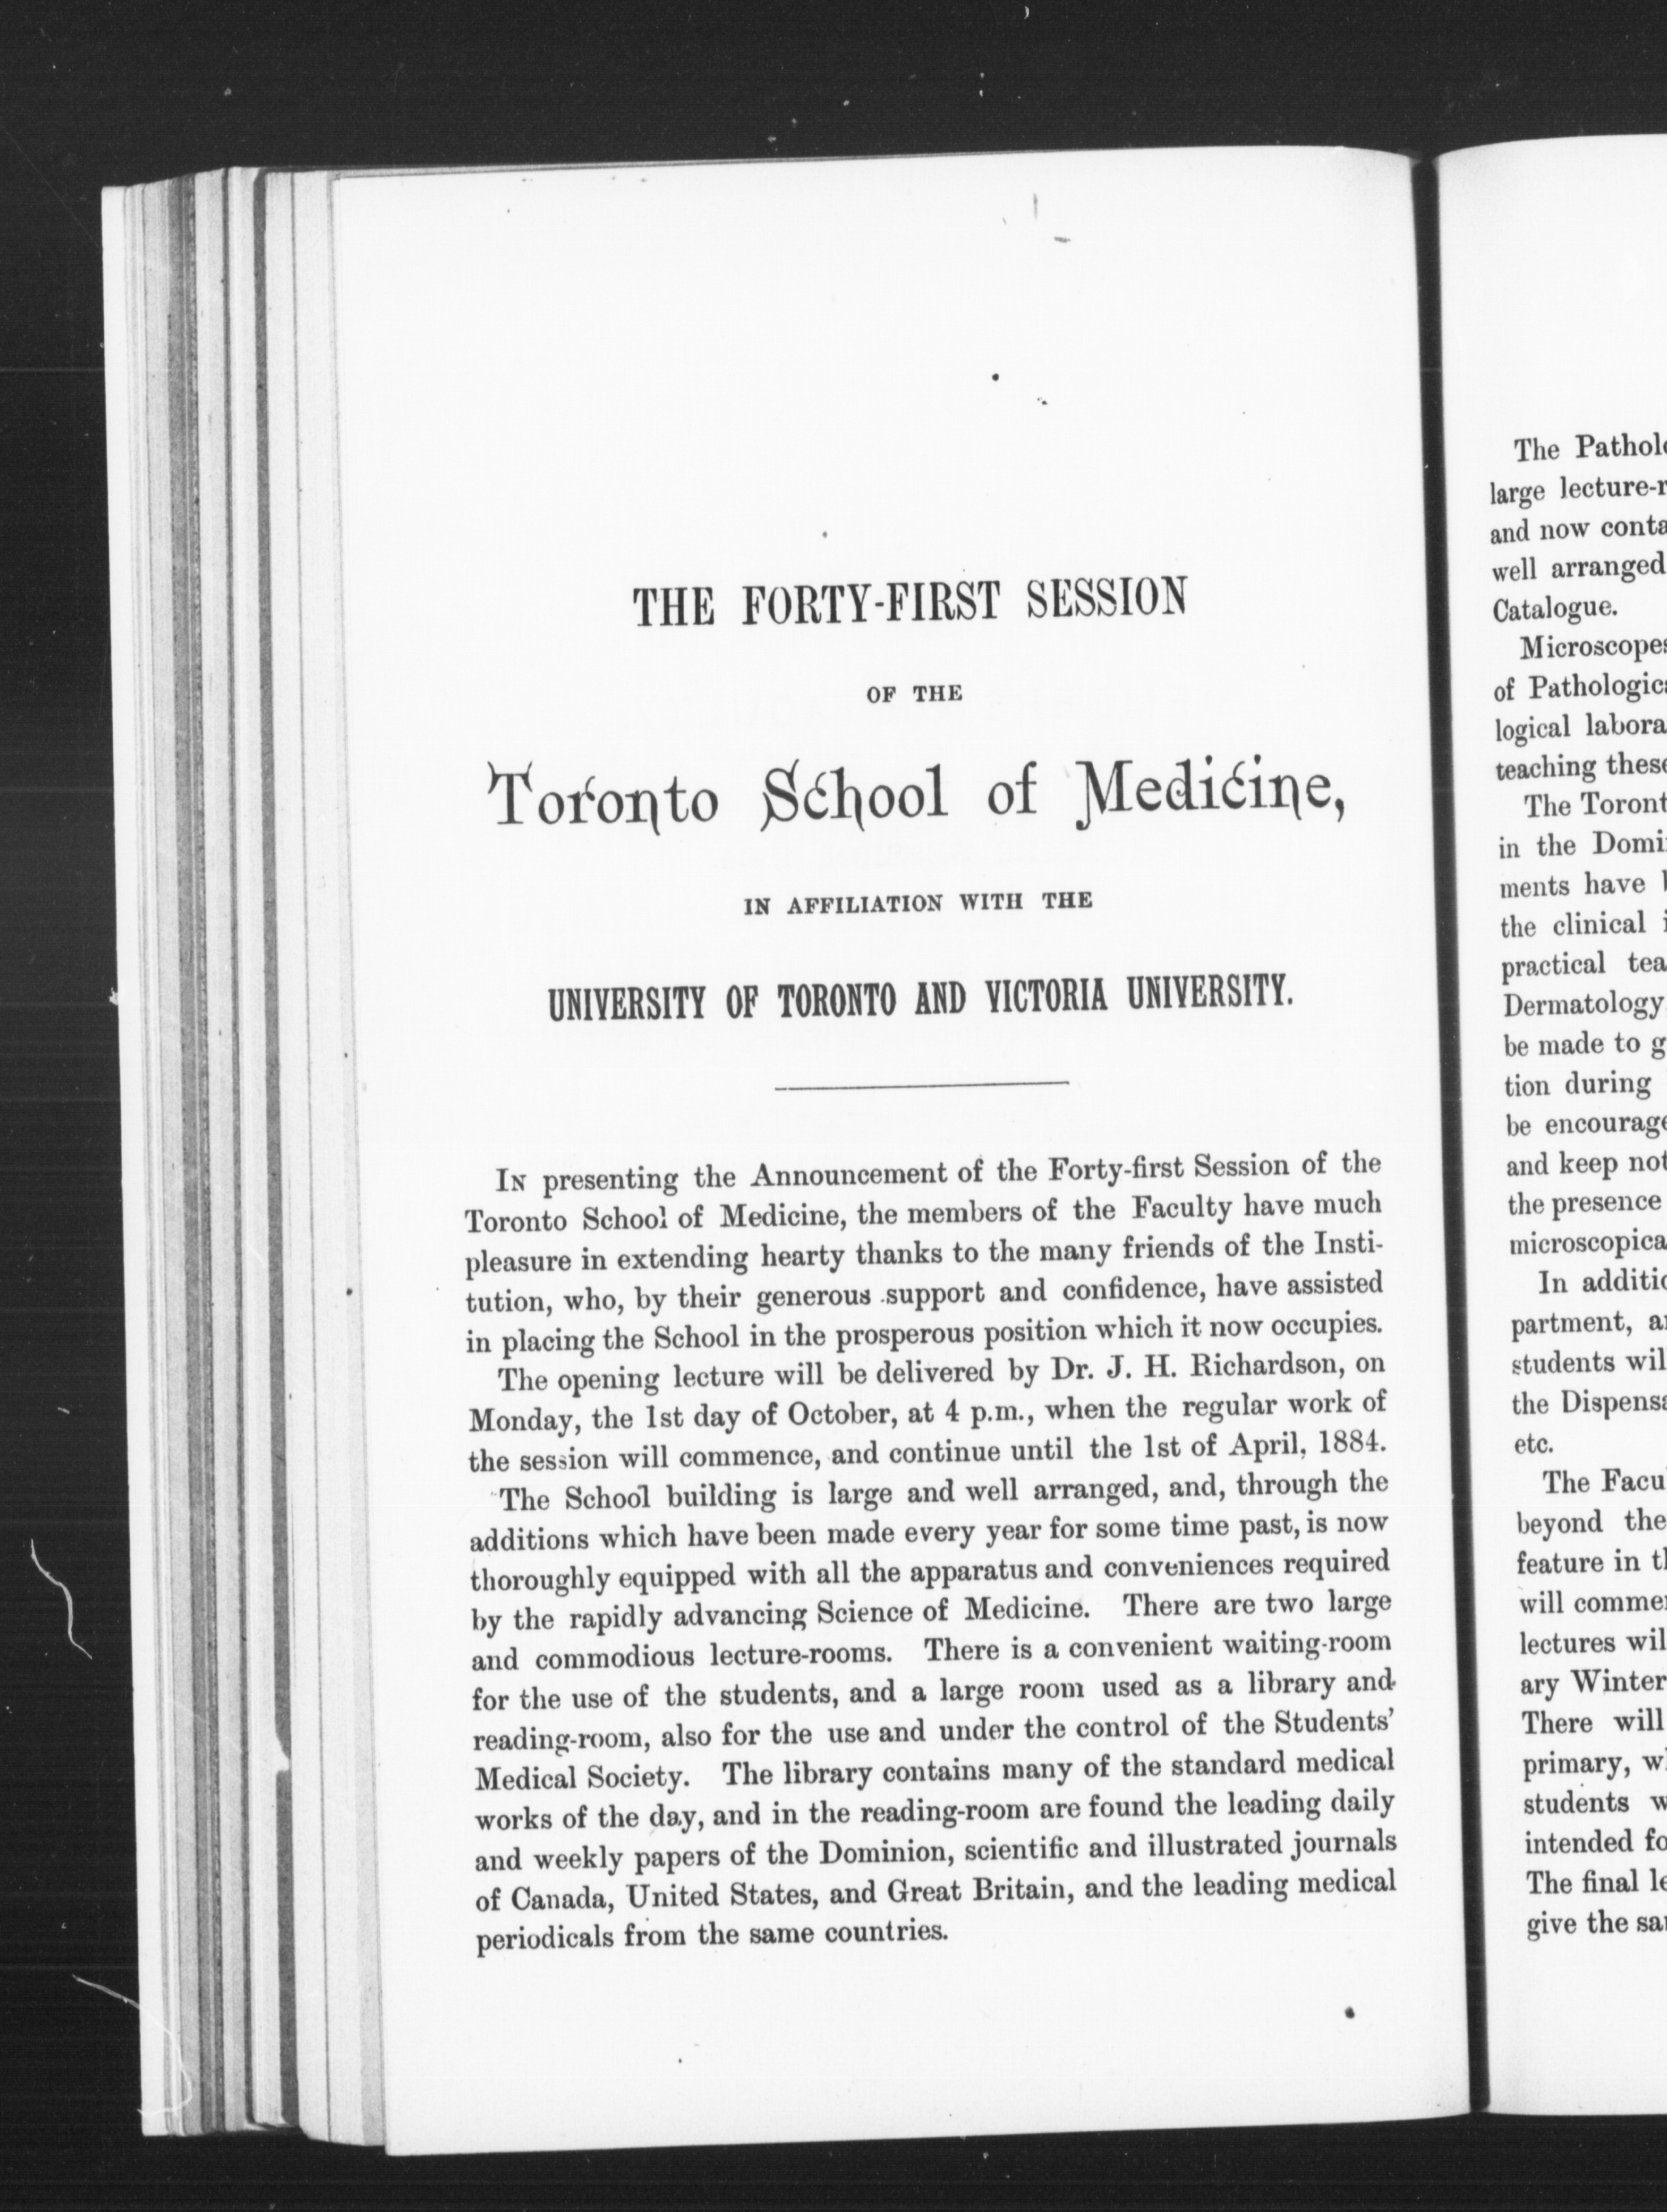 THE FORTY-FIRST SESSION
OF THE
Toronto School of Medicine,
IN AFFILIATION WITH THE
UNIVERSITY OF TORONTO AND VICTORIA UNIVERSITY.
IN presenting the Announcement of the Forty-first Session of the
Toronto School of Medicine, the members of the Faculty have much
pleasure in extending hearty thanks to the many friends of the Insti-
tution, who, by their generous support and confidence, have assisted
in placing the School in the prosperous position which it now occupies.
The opening lecture will be delivered by Dr. J. H. Richardson, on
Monday, the 1st day of October, at 4 p.m., when the regular work of
the session will commence, and continue until the 1st of April, 1884.
The School building is large and well arranged, and, through the
additions which have been made every year for some time past, is now
thoroughly equipped with all the apparatus and conveniences required
by the rapidly advancing Science of Medicine. There are two large
and commodious lecture-rooms. There is a convenient waiting-room
for the use of the students, and a large room used as a library and
reading-room, also for the use and under the control of the Students'
Medical Society. The library contains many of the standard medical
works of the day, and in the reading-room are found the leading daily
and weekly papers of the Dominion, scientific and illustrated journals
of Canada, United States, and Great Britain, and the leading medical
periodicals from the same countries.
The
large
and now
well arranged
Catalogue.
Microscopes
of
logical
teaching these
The
in the
ments have
the clinical
practical
Dermatology
be made to
tion during
be
and keep
the presence
In
partment,
students
the
etc.
The
beyond the
feature in
will
lectures
ary Winter
There will
primary,
students
intended
The final
give the